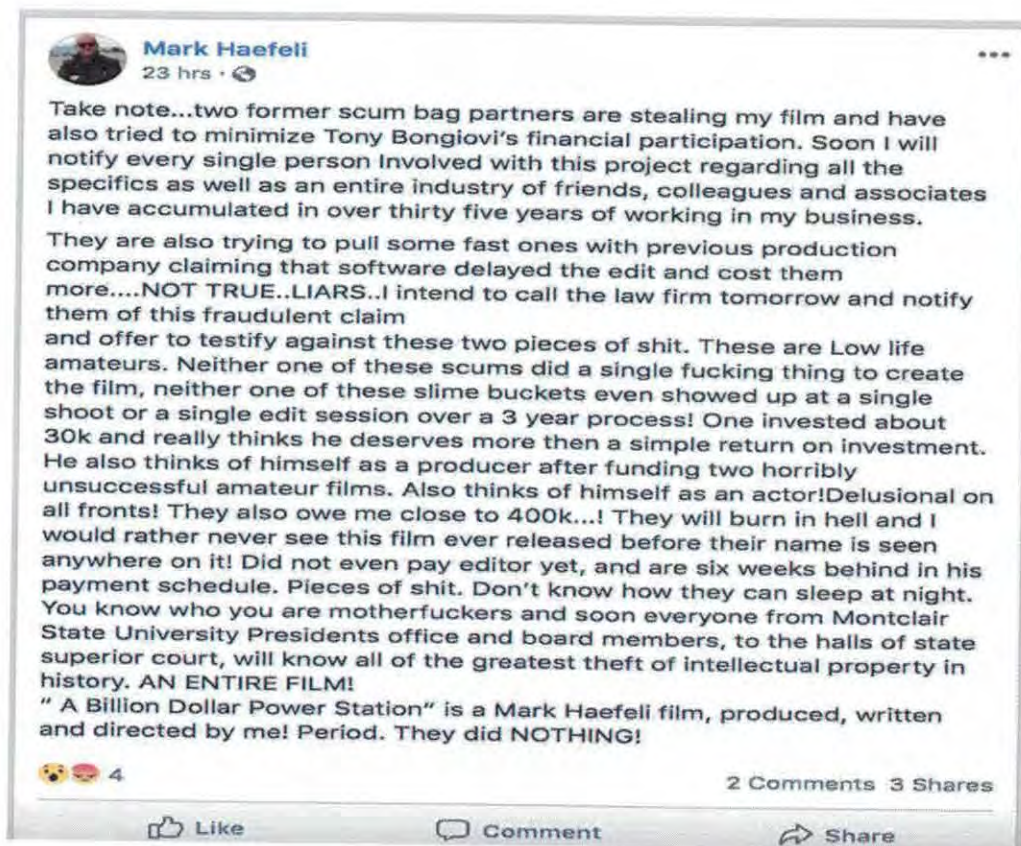 Mark Haefeli
23 hrs ·
Take note...two former scum bag partners are stealing my film and have
also tried to minimize Tony Bongiovi's financial participation. Soon I will
notify every single person Involved with this project regarding all the
specifics as well as an entire industry of friends, colleagues and associates
I have accumulated in over thirty five years of working in my business.
They are also trying to pull some fast ones with previous production
company claiming that software delayed the edit and cost them
more....NOT TRUE..LIARS..I intend to call the law firm tomorrow and notify
them of this fraudulent claim
and offer to testify against these two pieces of shit. These are Low life
amateurs. Neither one of these scums did a single fucking thing to create
the film, neither one of these slime buckets even showed up at a single
shoot or a single edit session over a 3 year process! One invested about
30k and really thinks he deserves more then a simple return on investment.
He also thinks of himself as a producer after funding two horribly
unsuccessful amateur films. Also thinks of himself as an actor!Delusional on
all fronts! They also owe me close to 400k...! They will burn in hell and I
would rather never see this film ever released before their name is seen
anywhere on it! Did not even pay editor yet, and are six weeks behind in his
payment schedule. Pieces of shit. Don't know how they can sleep at night.
You know who you are motherfuckers and soon everyone from Montclair
State University Presidents office and board members, to the halls of state
superior court, will know all of the greatest theft of intellectual property in
history. AN ENTIRE FILM!
" A Billion Dollar Power Station" is a Mark Haefeli film, produced, written
and directed by me! Period. They did NOTHING!
4
2 Comments 3 Shares
Like Comment Share